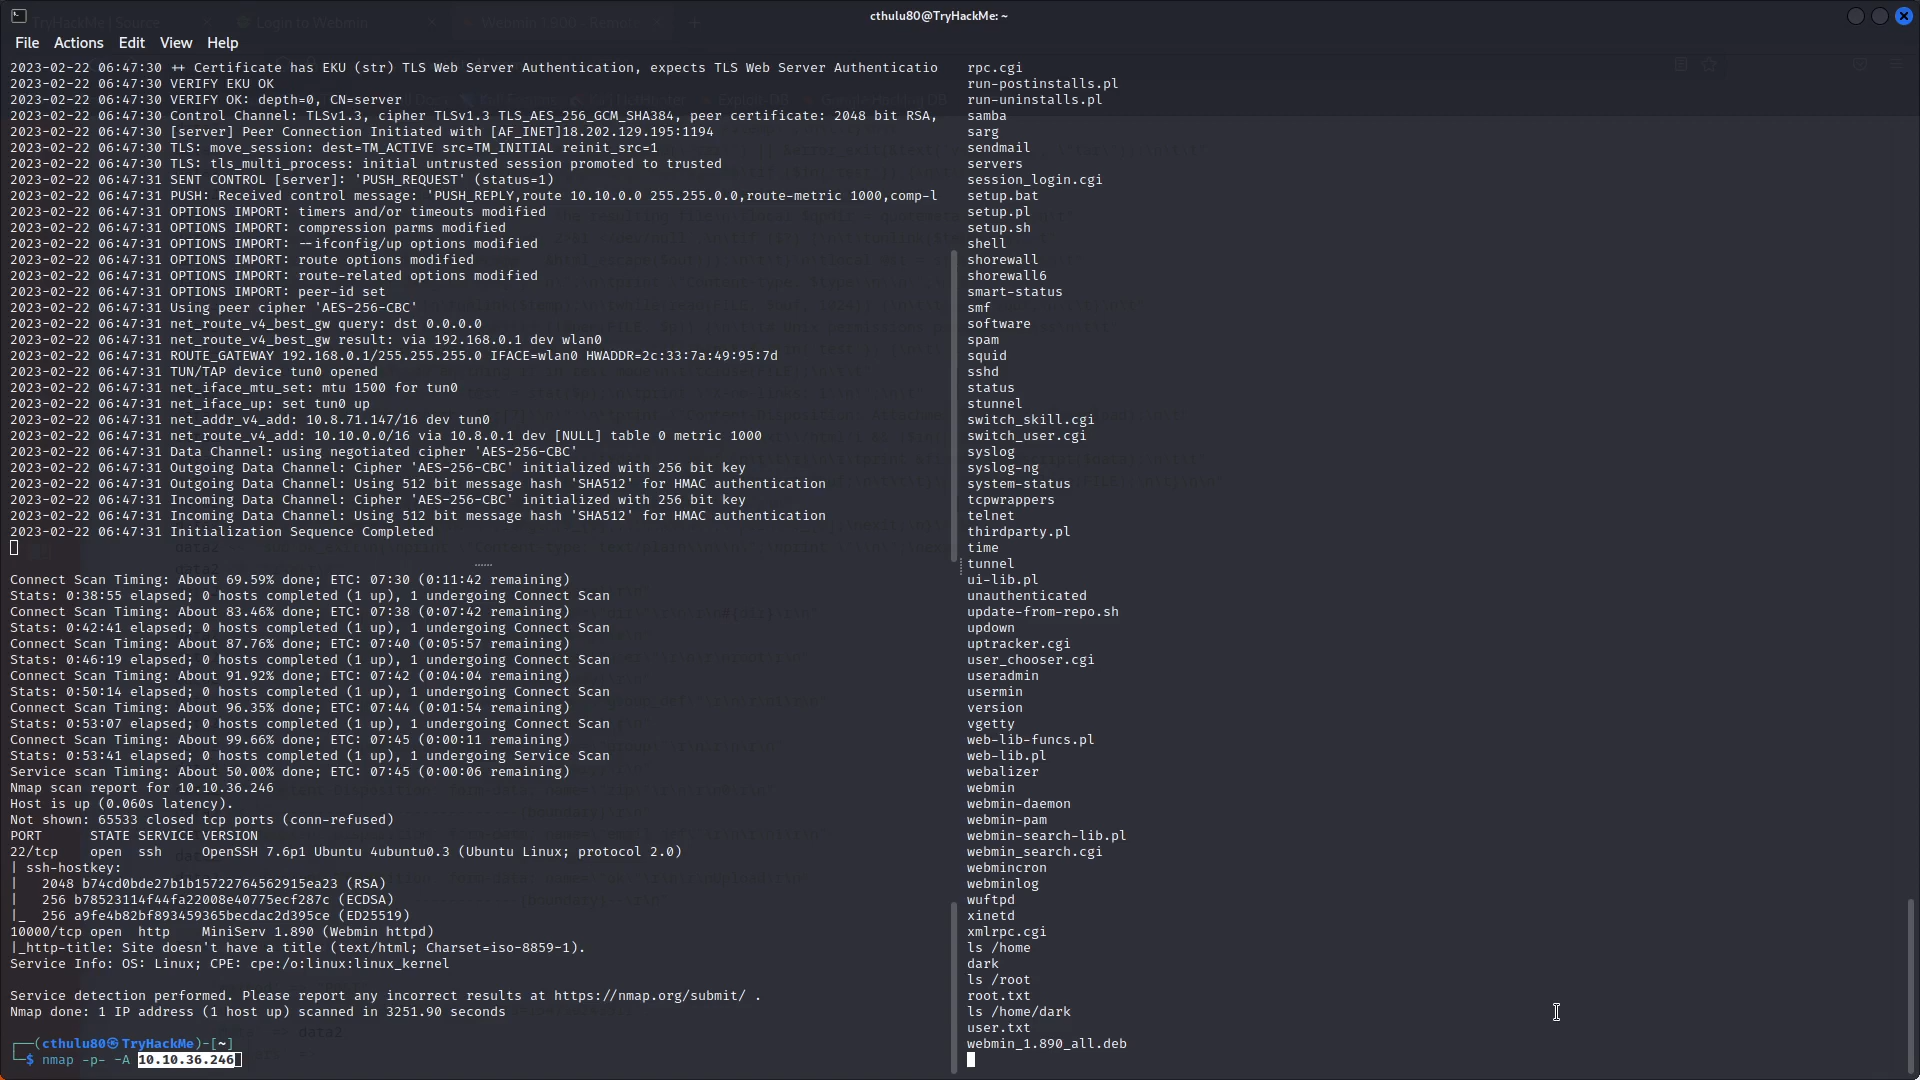 cthulu80@TryHackMe: ~
File Actions Edit View Help
2023-02-22 06:47:30 ++ Certificate has EKU (str) TLS Web Server Authentication, expects TLS Web Server Authenticatio
2023-02-22 06:47:30 VERIFY EKU OK
2023-02-22 06:47:30 VERIFY OK: depth=0, CN=server
2023-02-22 06:47:30 Control Channel: TLSv1.3, cipher TLSv1.3 TLS_AES_256_GCM_SHA384, peer certificate: 2048 bit RSA,
2023-02-22 06:47:30 [server] Peer Connection Initiated with [AF_INET]18.202.129.195:1194
2023-02-22 06:47:30 TLS: move_session: dest=TM_ACTIVE src=TM_INITIAL reinit_src=1
2023-02-22 06:47:30 TLS: tls_multi_process: initial untrusted session promoted to trusted
2023-02-22 06:47:31 SENT CONTROL [server]: 'PUSH_REQUEST' (status=1)
2023-02-22 06:47:31 PUSH: Received control message: 'PUSH_REPLY,route 10.10.0.0 255.255.0.0,route-metric 1000,comp-l
2023-02-22 06:47:31 OPTIONS IMPORT: timers and/or timeouts modified
2023-02-22 06:47:31 OPTIONS IMPORT: compression parms modified
2023-02-22 06:47:31 OPTIONS IMPORT: --ifconfig/up options modified
2023-02-22 06:47:31 OPTIONS IMPORT: route options modified
2023-02-22 06:47:31 OPTIONS IMPORT: route-related options modified
2023-02-22 06:47:31 OPTIONS IMPORT: peer-id set
2023-02-22 06:47:31 Using peer cipher 'AES-256-CBC'
2023-02-22 06:47:31 net_route_v4_best_gw query: dst 0.0.0.0
2023-02-22 06:47:31 net_route_v4_best_gw result: via 192.168.0.1 dev wlan0
2023-02-22 06:47:31 ROUTE_GATEWAY 192.168.0.1/255.255.255.0 IFACE=wlan0 HWADDR=2c:33:7a:49:95:7d
2023-02-22 06:47:31 TUN/TAP device tun0 opened
2023-02-22 06:47:31 net_iface_mtu_set: mtu 1500 for tun0
2023-02-22 06:47:31 net_iface_up: set tun0 up
2023-02-22 06:47:31 net_addr_v4_add: 10.8.71.147/16 dev tun0
2023-02-22 06:47:31 net_route_v4_add: 10.10.0.0/16 via 10.8.0.1 dev [NULL] table 0 metric 1000
2023-02-22 06:47:31 Data Channel: using negotiated cipher 'AES-256-CBC'
2023-02-22 06:47:31 Outgoing Data Channel: Cipher 'AES-256-CBC' initialized with 256 bit key
2023-02-22 06:47:31 Outgoing Data Channel: Using 512 bit message hash 'SHA512' for HMAC authentication
2023-02-22 06:47:31 Incoming Data Channel: Cipher 'AES-256-CBC' initialized with 256 bit key
2023-02-22 06:47:31 Incoming Data Channel: Using 512 bit message hash 'SHA512' for HMAC authentication
2023-02-22 06:47:31 Initialization Sequence Completed
Connect Scan Timing: About 69.59% done; ETC: 07:30 (0:11:42 remaining)
Stats: 0:38:55 elapsed; 0 hosts completed (1 up), 1 undergoing Connect Scan
Connect Scan Timing: About 83.46% done; ETC: 07:38 (0:07:42 remaining)
Stats: 0:42:41 elapsed; 0 hosts completed (1 up), 1 undergoing Connect Scan
Connect Scan Timing: About 87.76% done; ETC: 07:40 (0:05:57 remaining)
Stats: 0:46:19 elapsed; 0 hosts completed (1 up), 1 undergoing Connect Scan
Connect Scan Timing: About 91.92% done; ETC: 07:42 (0:04:04 remaining)
Stats: 0:50:14 elapsed; 0 hosts completed (1 up), 1 undergoing Connect Scan
Connect Scan Timing: About 96.35% done; ETC: 07:44 (0:01:54 remaining)
Stats: 0:53:07 elapsed; 0 hosts completed (1 up), 1 undergoing Connect Scan
Connect Scan Timing: About 99.66% done; ETC: 07:45 (0:00:11 remaining)
Stats: 0:53:41 elapsed; 0 hosts completed (1 up), 1 undergoing Service Scan
Service scan Timing: About 50.00% done; ETC: 07:45 (0:00:06 remaining)
Nmap scan report for 10.10.36.246
Host is up (0.060s latency).
Not shown: 65533 closed tcp ports (conn-refused)
PORT STATE SERVICE VERSION
22/tcp open ssh OpenSSH 7.6p1 Ubuntu 4ubuntu0.3 (Ubuntu Linux; protocol 2.0)
| ssh-hostkey:
| 2048 b74cd0bde27b1b15722764562915ea23 (RSA)
| 256 b78523114f44fa22008e40775ecf287c (ECDSA)
|_ 256 a9fe4b82bf893459365becdac2d395ce (ED25519)
10000/tcp open http MiniServ 1.890 (Webmin httpd)
|_http-title: Site doesn't have a title (text/html; Charset=iso-8859-1).
Service Info: OS: Linux; CPE: cpe:/o:linux:linux_kernel
Service detection performed. Please report any incorrect results at https://nmap.org/submit/ .
Nmap done: 1 IP address (1 host up) scanned in 3251.90 seconds
┌──(cthulu80㉿TryHackMe)-[~]
└─$ nmap -p- -A 10.10.36.246
rpc.cgi
run-postinstalls.pl
run-uninstalls.pl
samba
sarg
sendmail
servers
session_login.cgi
setup.bat
setup.pl
setup.sh
shell
shorewall
shorewall6
smart-status
smf
software
spam
squid
sshd
status
stunnel
switch_skill.cgi
switch_user.cgi
syslog
syslog-ng
system-status
tcpwrappers
telnet
thirdparty.pl
time
tunnel
ui-lib.pl
unauthenticated
update-from-repo.sh
updown
uptracker.cgi
user_chooser.cgi
useradmin
usermin
version
vgetty
web-lib-funcs.pl
web-lib.pl
webalizer
webmin
webmin-daemon
webmin-pam
webmin-search-lib.pl
webmin_search.cgi
webmincron
webminlog
wuftpd
xinetd
xmlrpc.cgi
ls /home
dark
ls /root
root.txt
ls /home/dark
user.txt
webmin_1.890_all.deb